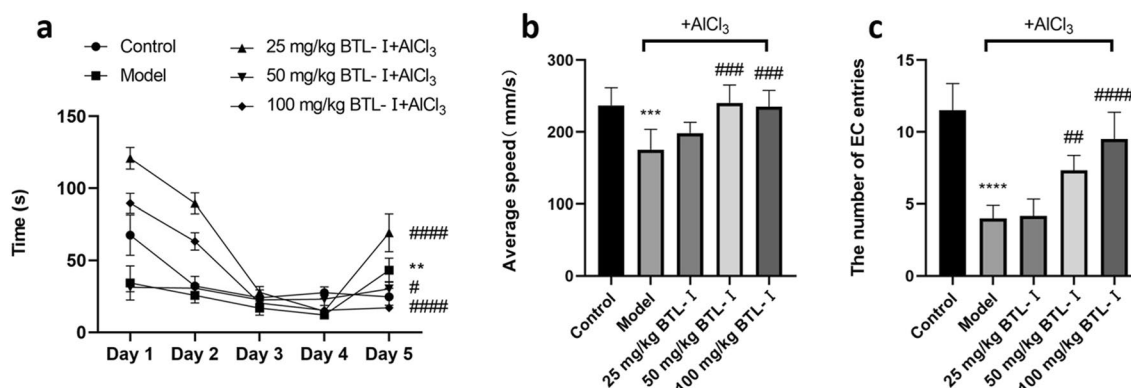 a
Control
Model
25 mg/kg BTL- I+AlCl3
50 mg/kg BTL- I+AlCl3
100 mg/kg BTL- I+AlCl3
Time (s)
150
100
50
0
Day 1
Day 2
Day 3
Day 4
Day 5
####
**
#
####
b
+AlCl3
Average speed( mm/s)
300
200
100
0
***
###
###
Control
Model
25 mg/kg BTL- I
50 mg/kg BTL- I
100 mg/kg BTL- I
c
+AlCl3
The number of EC entries
15
10
5
0
****
##
####
Control
Model
25 mg/kg BTL- I
50 mg/kg BTL- I
100 mg/kg BTL- I